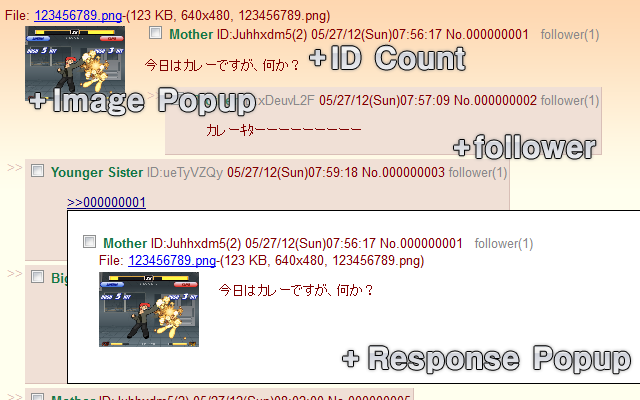 File: 123456789.png-(123 KB, 640x480, 123456789.png)
Mother ID:Juhhxdm5(2) 05/27/12(Sun)07:56:17 No.000000001 follower(1)
今日はカレーですが、何か？
+ID Count
+Image Popup
>> xDeuvL2F 05/27/12(Sun)07:57:09 No.000000002 follower(1)
カレーキターーーーーーーーー
+follower
>> Younger Sister ID:ueTyVZQy 05/27/12(Sun)07:59:18 No.000000003 follower(1)
>>000000001
Mother ID:Juhhxdm5(2) 05/27/12(Sun)07:56:17 No.000000001 follower(1)
File: 123456789.png-(123 KB, 640x480, 123456789.png)
>> Big
今日はカレーですが、何か？
+Response Popup
>> Mother ID:Juhhxdm5(2) 05/27/12(Sun)08:03:00 No.000000005